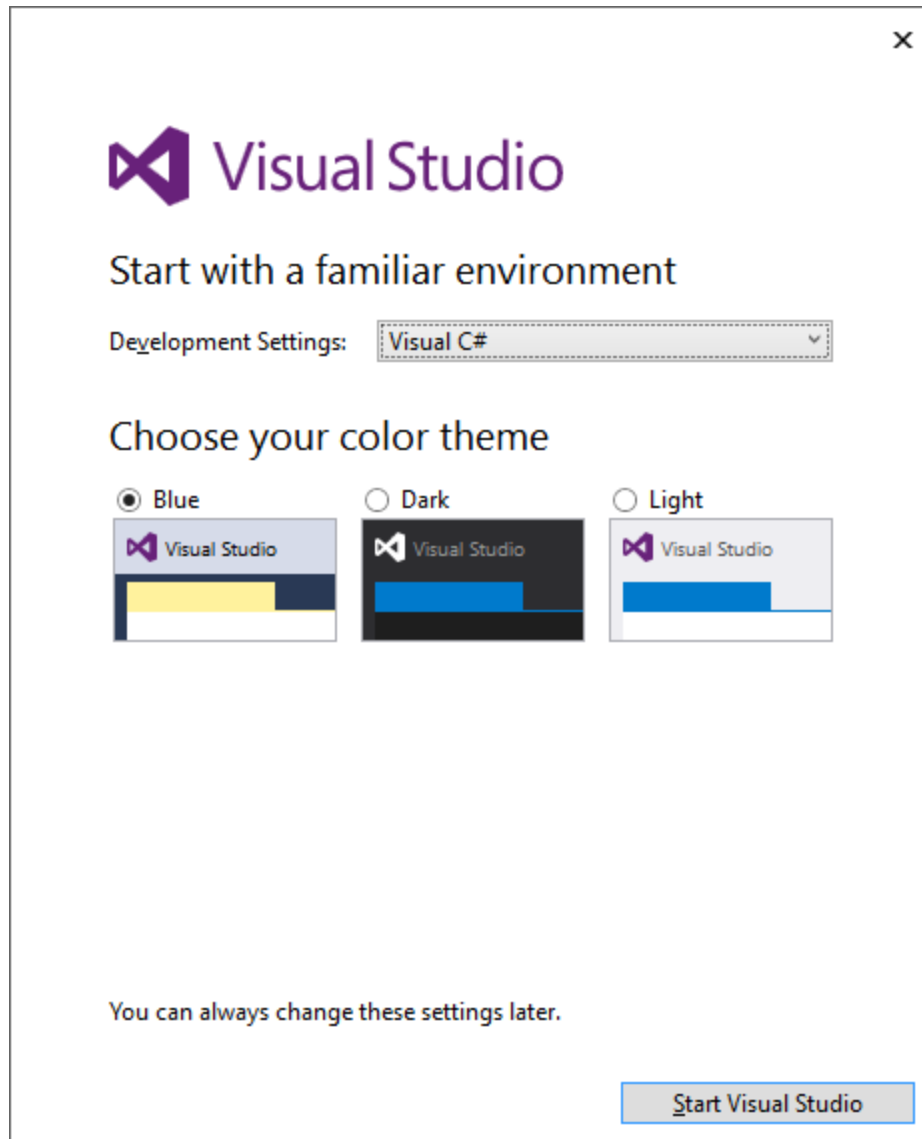 Visual Studio
Start with a familiar environment
Development Settings: Visual C#
Choose your color theme
Blue Dark Light
Visual Studio Visual Studio Visual Studio
You can always change these settings later.
Start Visual Studio